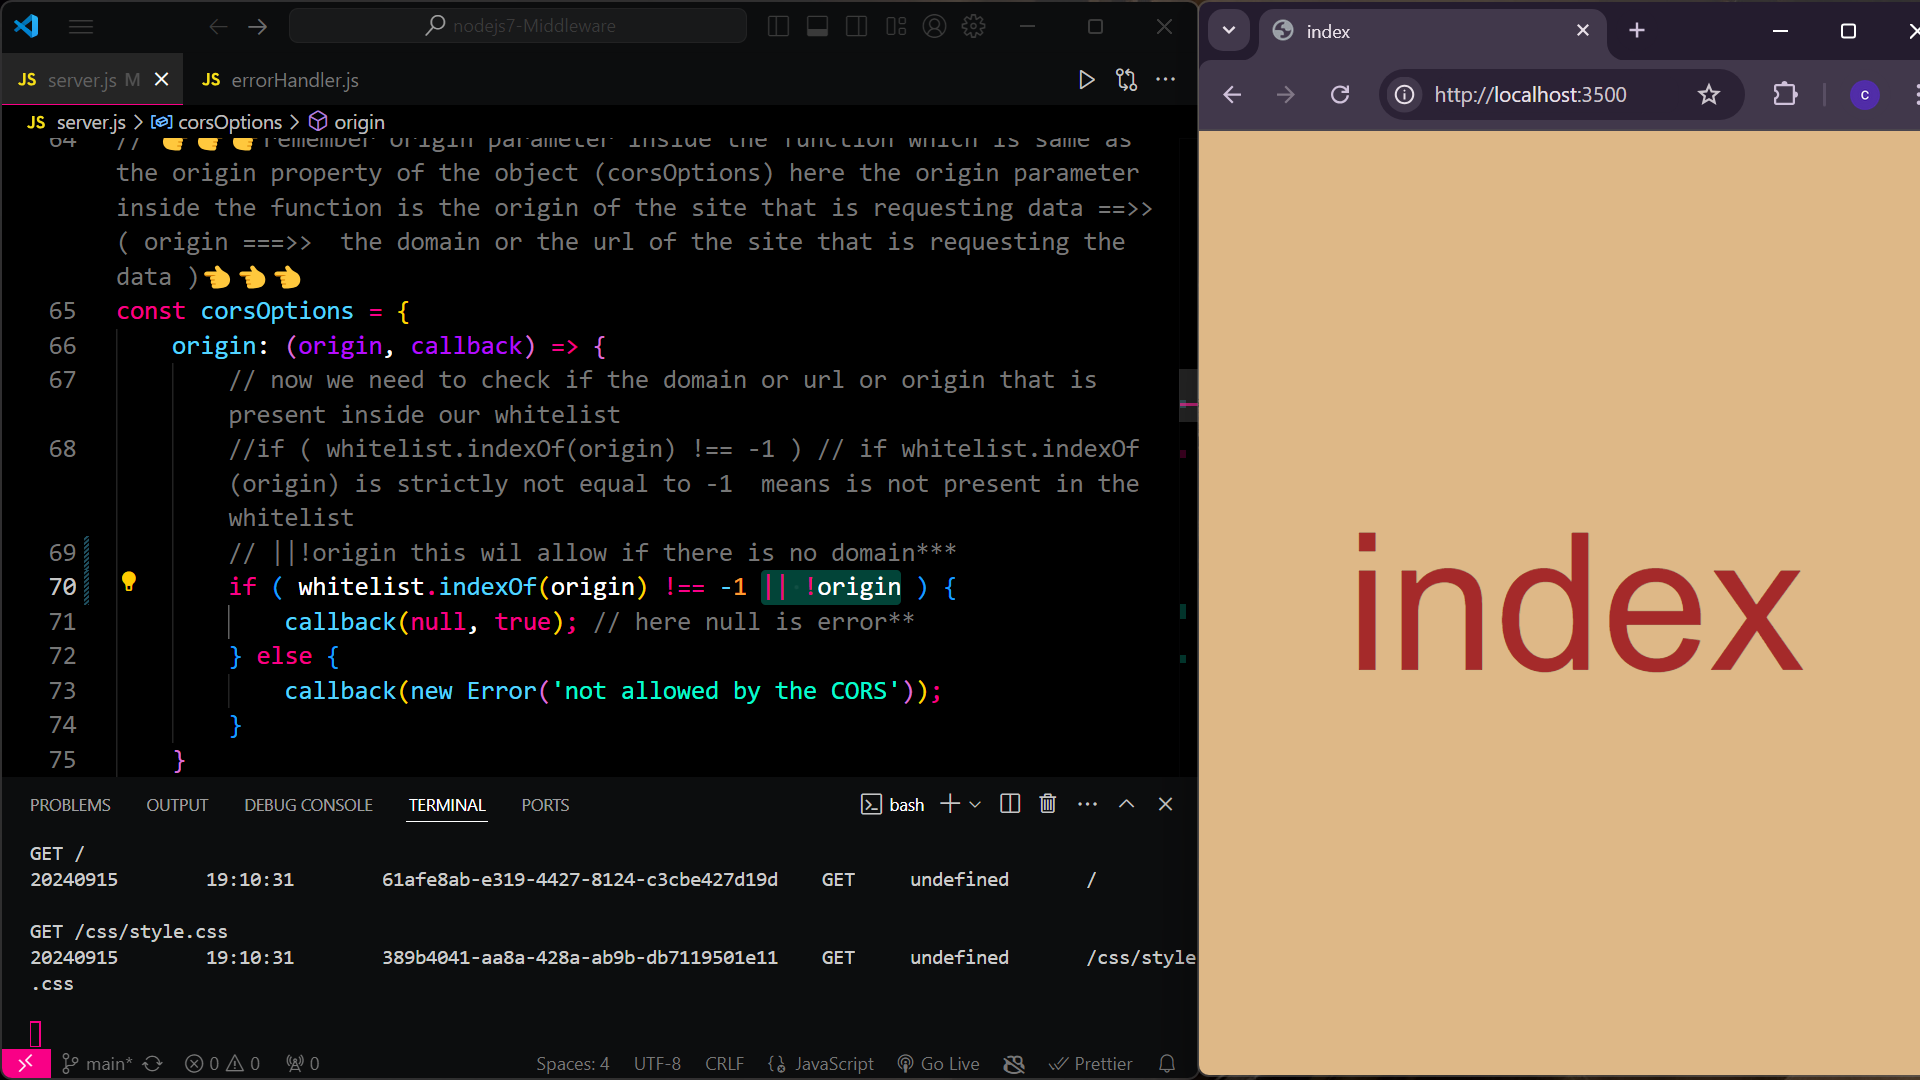 nodejs7-Middleware
JS server.js M
JS errorHandler.js
JS server.js > corsOptions > origin
64 // 👉👉👉remember origin parameter inside the function which is same as
the origin property of the object (corsOptions) here the origin parameter
inside the function is the origin of the site that is requesting data ==>>
( origin ===>>  the domain or the url of the site that is requesting the
data )👈👈👈
65 const corsOptions = {
66     origin: (origin, callback) => {
67         // now we need to check if the domain or url or origin that is
present inside our whitelist
68         //if ( whitelist.indexOf(origin) !== -1 ) // if whitelist.indexOf
(origin) is strictly not equal to -1  means is not present in the
whitelist
69         // ||!origin this wil allow if there is no domain***
70         if ( whitelist.indexOf(origin) !== -1 || !origin ) {
71             callback(null, true); // here null is error**
72         } else {
73             callback(new Error('not allowed by the CORS'));
74         }
75     }
PROBLEMS OUTPUT DEBUG CONSOLE TERMINAL PORTS
bash
GET /
20240915 19:10:31 61afe8ab-e319-4427-8124-c3cbe427d19d GET undefined /
GET /css/style.css
20240915 19:10:31 389b4041-aa8a-428a-ab9b-db7119501e11 GET undefined /css/style
.css
main* 0 0 0 Spaces: 4 UTF-8 CRLF JavaScript Go Live Prettier
index
http://localhost:3500
c
index